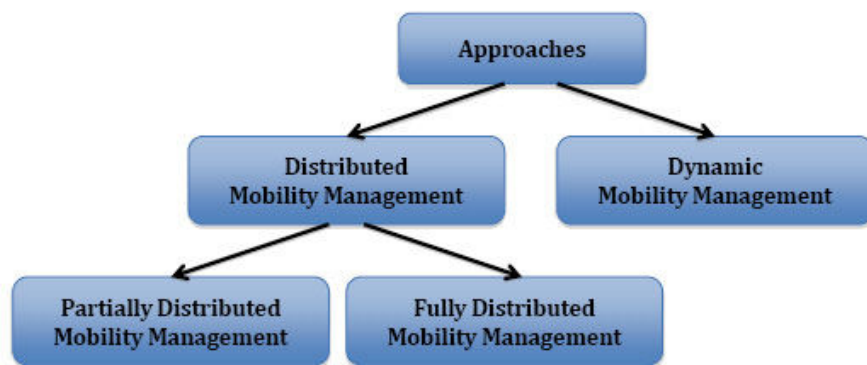 Approaches
Distributed
Mobility Management
Dynamic
Mobility Management
Partially Distributed
Mobility Management
Fully Distributed
Mobility Management